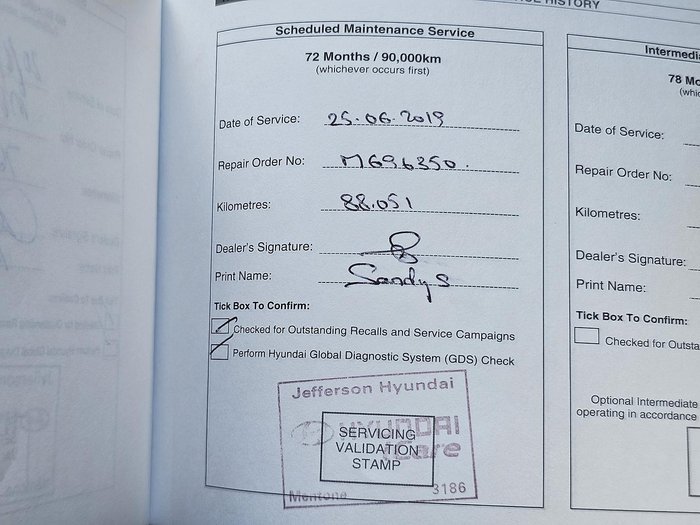 HISTORY
Scheduled Maintenance Service
72 Months / 90,000km
(whichever occurs first)
Date of Service: 25.06.2019
Repair Order No: M696350.
Kilometres: 88.051
Dealer's Signature:
Print Name: Sandy S
Tick Box To Confirm:
Checked for Outstanding Recalls and Service Campaigns
Perform Hyundai Global Diagnostic System (GDS) Check
Jefferson Hyundai
HYUNDAI
iCare
SERVICING
VALIDATION
STAMP
Mentone 3186
Intermedi
78 Mo
(whic
Date of Service:
Repair Order No:
Kilometres:
Dealer's Signature:
Print Name:
Tick Box To Confirm:
Checked for Outsta
Optional Intermediate
operating in accordance